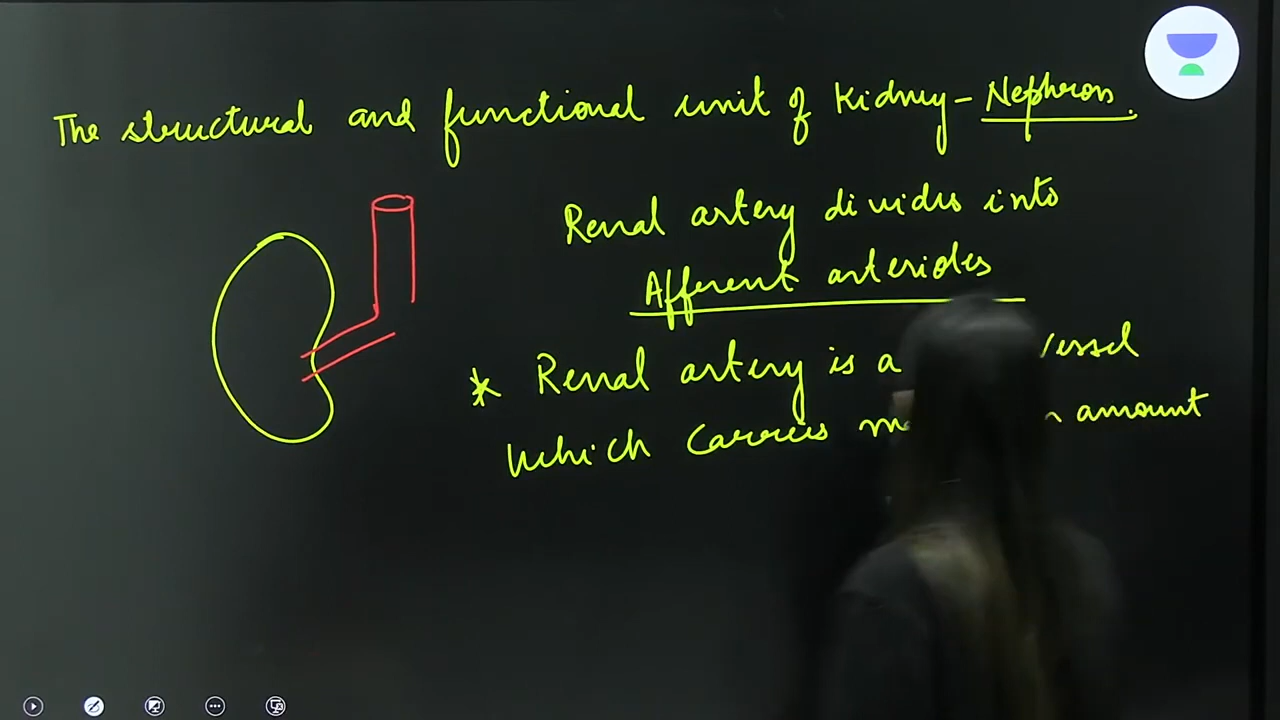 The structural and functional unit of Kidney - Nephron.
Renal artery divides into
Afferent arterioles
* Renal artery is a vessel
which carries amount